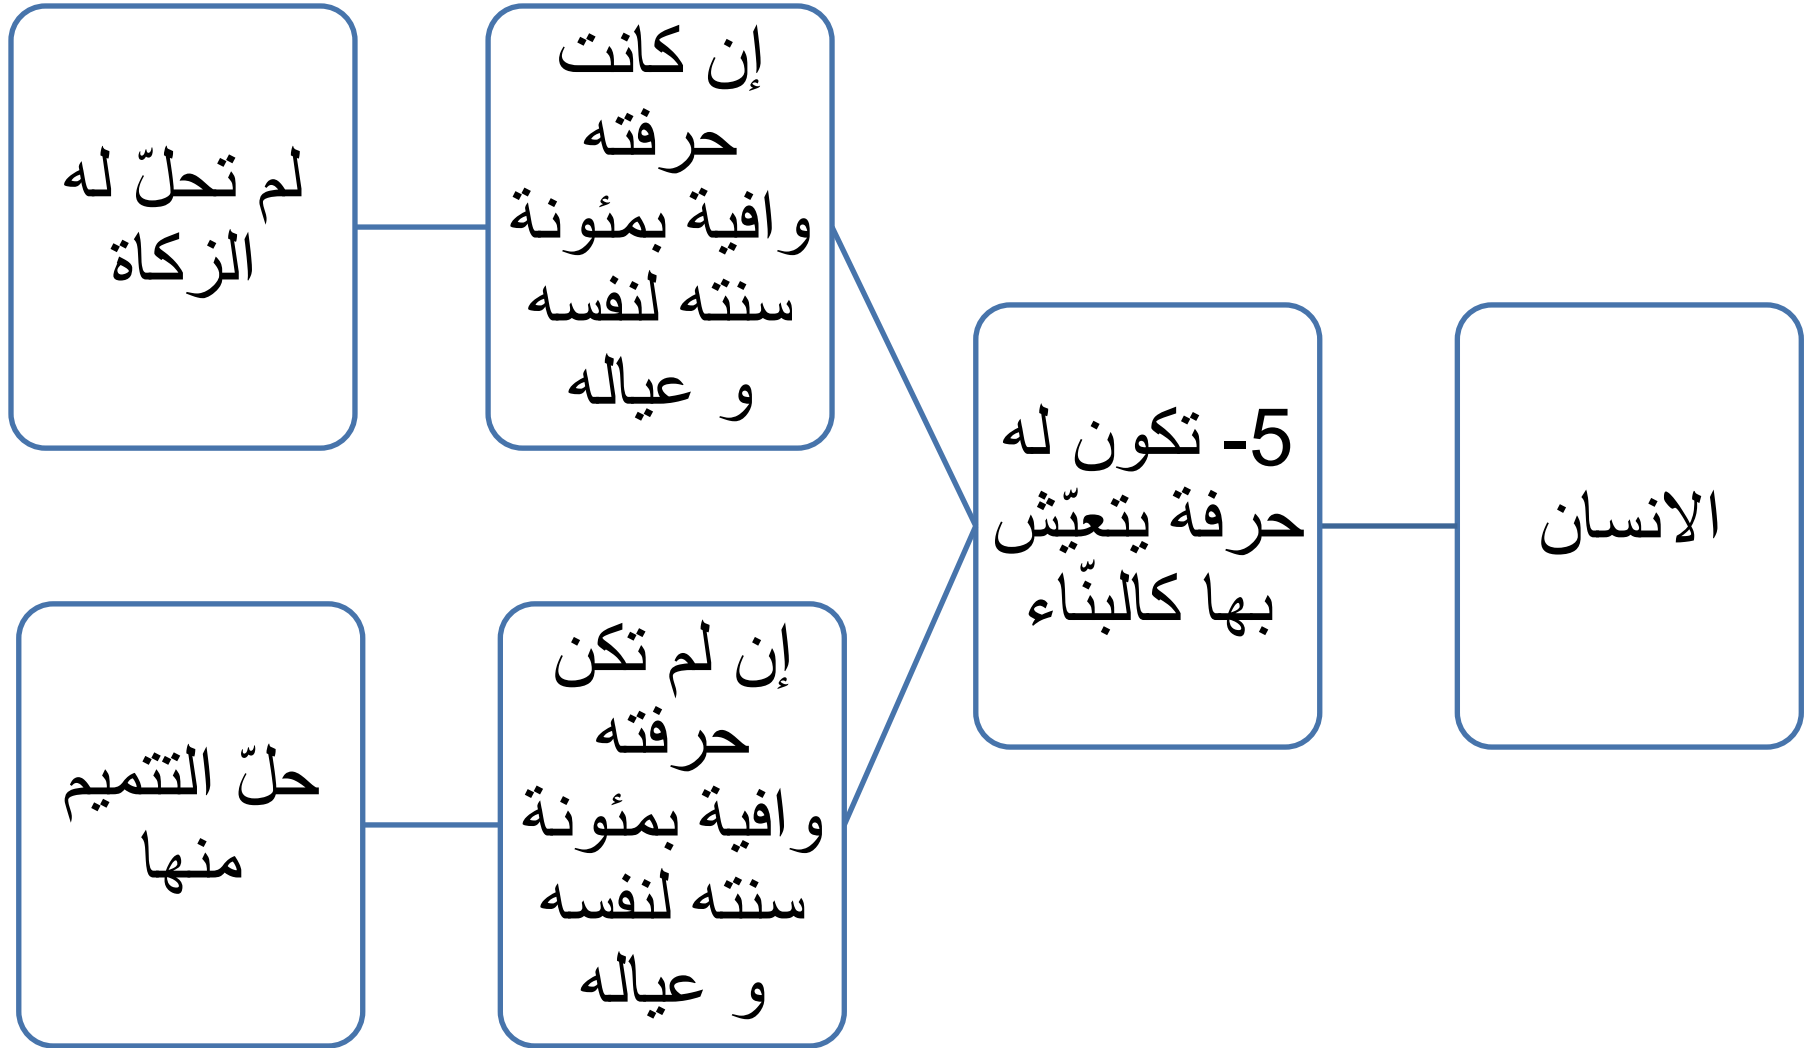 الانسان
5- تكون له
حرفة يتعيّش
بها كالبنّاء
إن كانت
حرفته
وافية بمئونة
سنته لنفسه
و عياله
لم تحلّ له
الزكاة
إن لم تكن
حرفته
وافية بمئونة
سنته لنفسه
و عياله
حلّ التتميم
منها